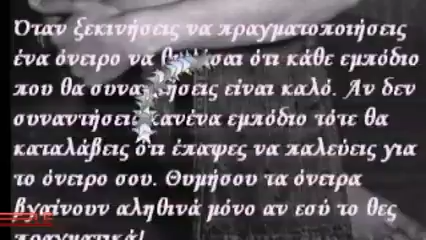 Όταν ξεκινήσεις να πραγματοποιήσεις
ένα όνειρο να θυμάσαι ότι κάθε εμπόδιο
που θα συναντήσεις είναι καλό. Αν δεν
συναντήσεις κανένα εμπόδιο τότε θα
καταλάβεις ότι έπαψες να παλεύεις για
το όνειρο σου. Θυμήσου τα όνειρα
βγαίνουν αληθινά μόνο αν εσύ το θες
πραγματικά!